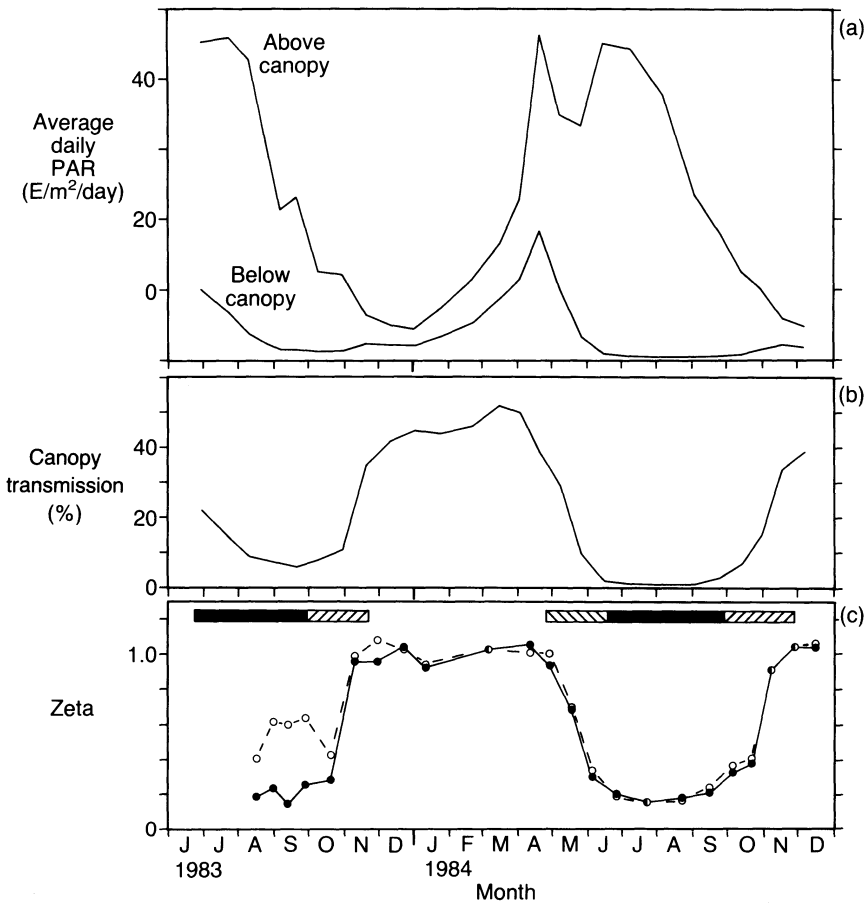 (a)
Above
canopy
40
Average
daily
PAR
(E/m²/day)
20
Below
canopy
0
(b)
40
Canopy
transmission
(%)
20
0
(c)
1.0
Zeta
0
J J A S O N D J F M A M J J A S O N D
1983 1984
Month